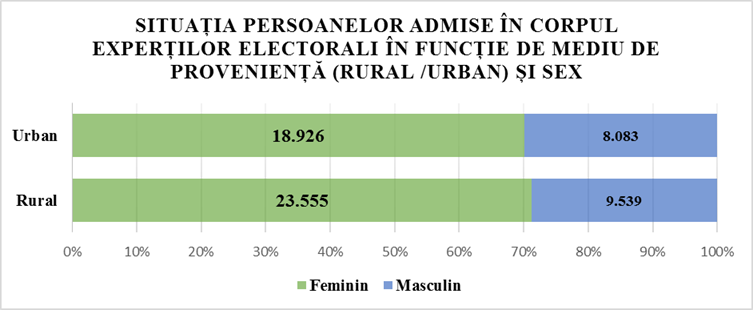 SITUAȚIA PERSOANELOR ADMISE ÎN CORPUL
EXPERȚILOR ELECTORALI ÎN FUNCȚIE DE MEDIU DE
PROVENIENȚĂ (RURAL /URBAN) ȘI SEX
Urban 18.926 8.083
Rural 23.555 9.539
0% 10% 20% 30% 40% 50% 60% 70% 80% 90% 100%
Feminin Masculin